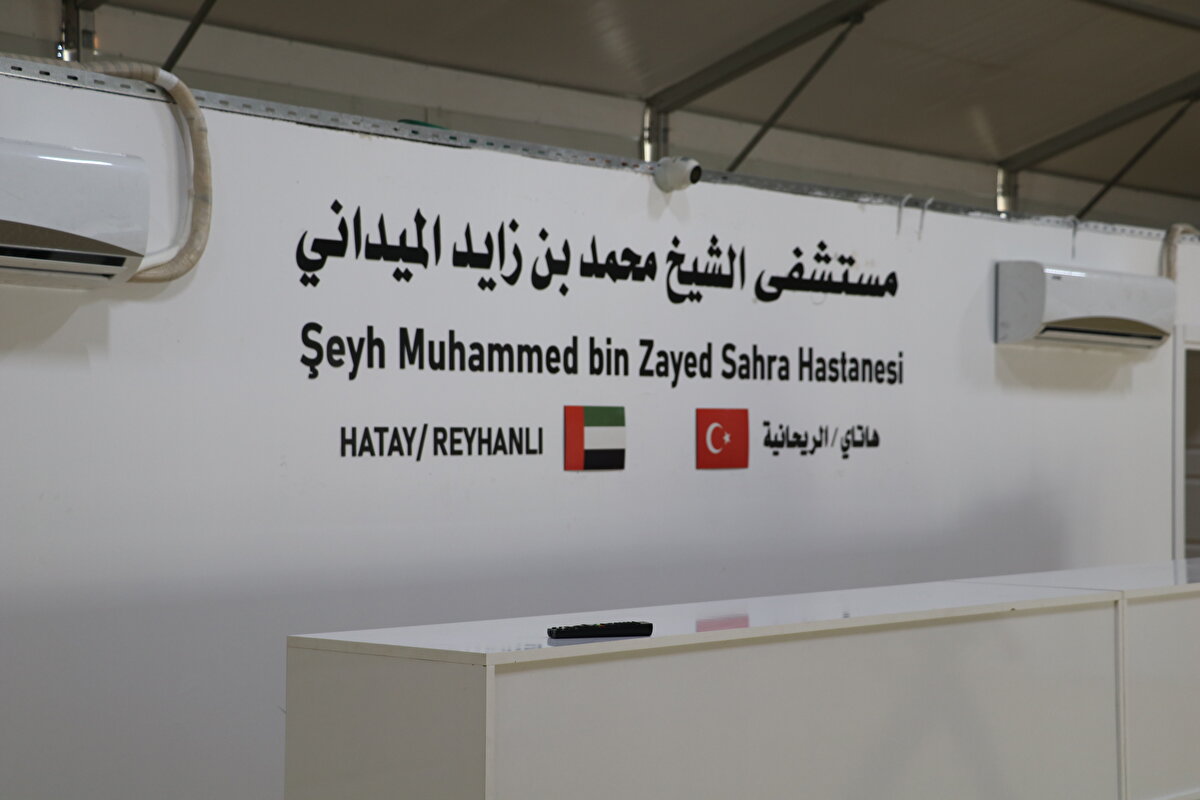 مستشفى الشيخ محمد بن زايد الميداني
Şeyh Muhammed bin Zayed Sahra Hastanesi
HATAY/REYHANLI
هاتاي/الريحانية